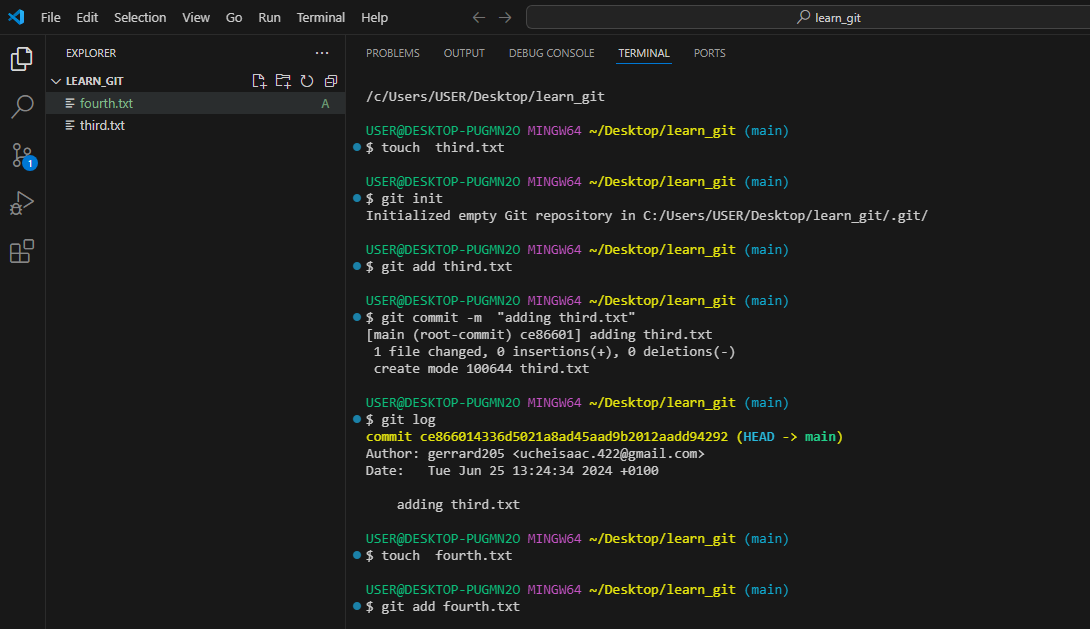 File Edit Selection View Go Run Terminal Help learn_git
EXPLORER ...
PROBLEMS OUTPUT DEBUG CONSOLE TERMINAL PORTS
LEARN_GIT
fourth.txt A
third.txt
1
/c/Users/USER/Desktop/learn_git
USER@DESKTOP-PUGMN2O MINGW64 ~/Desktop/learn_git (main)
$ touch  third.txt
USER@DESKTOP-PUGMN2O MINGW64 ~/Desktop/learn_git (main)
$ git init
Initialized empty Git repository in C:/Users/USER/Desktop/learn_git/.git/
USER@DESKTOP-PUGMN2O MINGW64 ~/Desktop/learn_git (main)
$ git add third.txt
USER@DESKTOP-PUGMN2O MINGW64 ~/Desktop/learn_git (main)
$ git commit -m  "adding third.txt"
[main (root-commit) ce86601] adding third.txt
 1 file changed, 0 insertions(+), 0 deletions(-)
 create mode 100644 third.txt
USER@DESKTOP-PUGMN2O MINGW64 ~/Desktop/learn_git (main)
$ git log
commit ce866014336d5021a8ad45aad9b2012aadd94292 (HEAD -> main)
Author: gerrard205 <ucheisaac.422@gmail.com>
Date:   Tue Jun 25 13:24:34 2024 +0100
    adding third.txt
USER@DESKTOP-PUGMN2O MINGW64 ~/Desktop/learn_git (main)
$ touch  fourth.txt
USER@DESKTOP-PUGMN2O MINGW64 ~/Desktop/learn_git (main)
$ git add fourth.txt